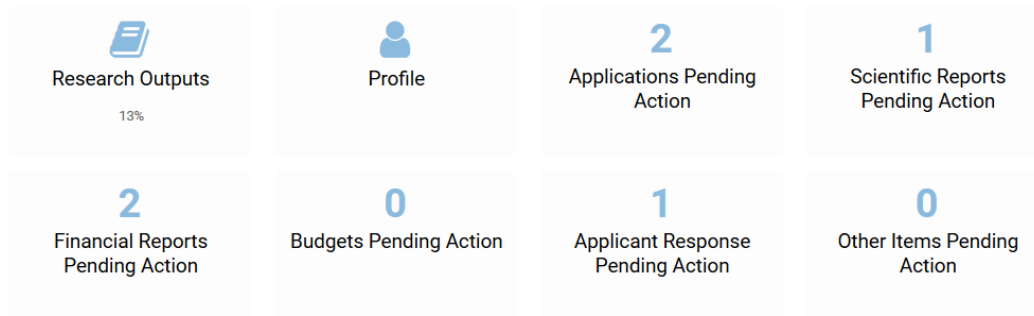 Research Outputs
13%
Profile
2
Applications Pending
Action
1
Scientific Reports
Pending Action
2
Financial Reports
Pending Action
0
Budgets Pending Action
1
Applicant Response
Pending Action
0
Other Items Pending
Action